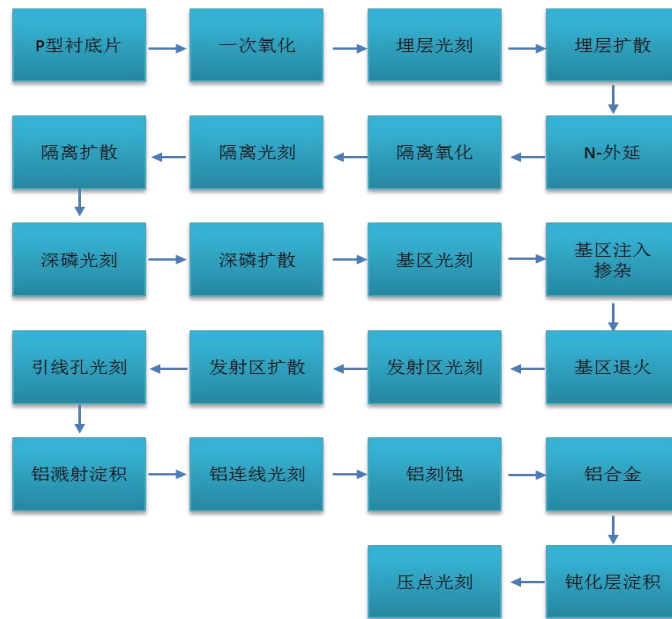 P型衬底片
一次氧化
埋层光刻
埋层扩散
N-外延
隔离氧化
隔离光刻
隔离扩散
深磷光刻
深磷扩散
基区光刻
基区注入
掺杂
基区退火
发射区光刻
发射区扩散
引线孔光刻
铝溅射淀积
铝连线光刻
铝刻蚀
铝合金
钝化层淀积
压点光刻